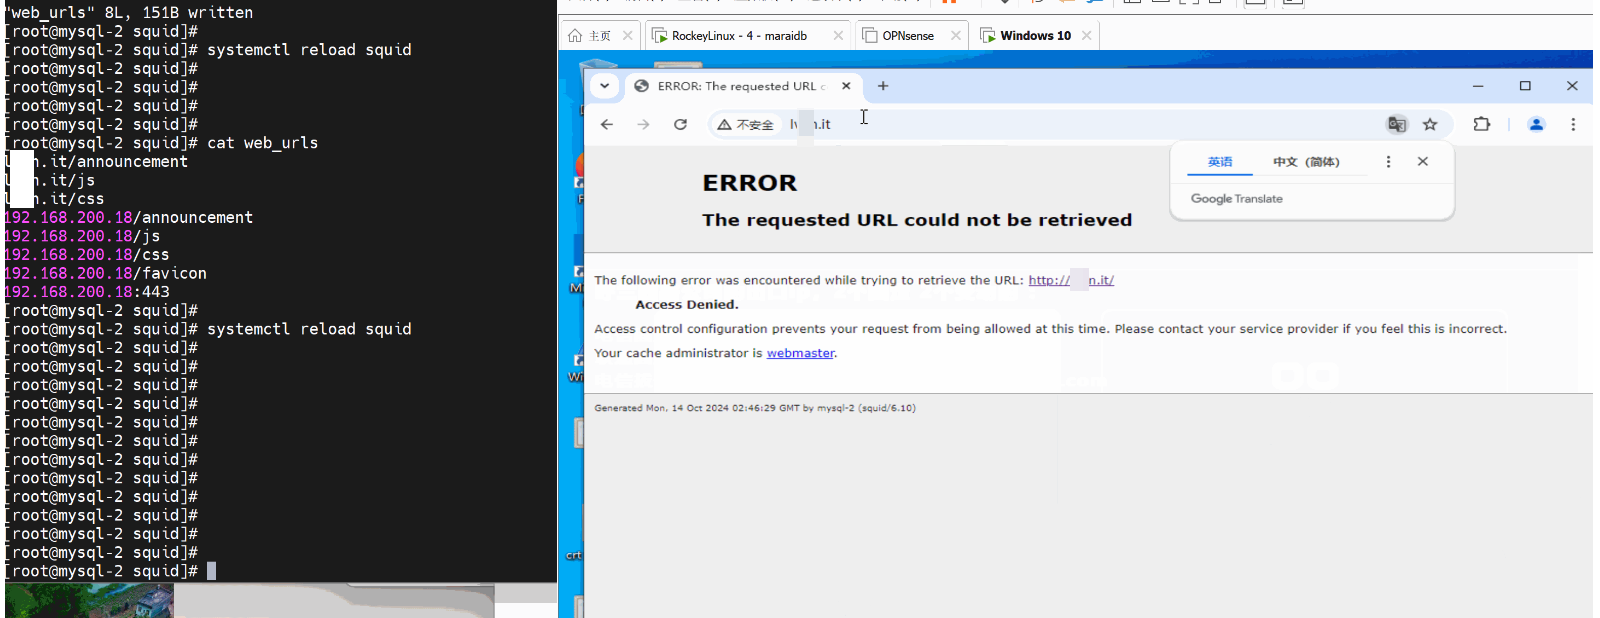 "web_urls" 8L, 151B written
[root@mysql-2 squid]#
[root@mysql-2 squid]# systemctl reload squid
[root@mysql-2 squid]#
[root@mysql-2 squid]#
[root@mysql-2 squid]#
[root@mysql-2 squid]#
[root@mysql-2 squid]# cat web_urls
n.it/announcement
n.it/js
n.it/css
192.168.200.18/announcement
192.168.200.18/js
192.168.200.18/css
192.168.200.18/favicon
192.168.200.18:443
[root@mysql-2 squid]#
[root@mysql-2 squid]# systemctl reload squid
[root@mysql-2 squid]#
[root@mysql-2 squid]#
[root@mysql-2 squid]#
[root@mysql-2 squid]#
[root@mysql-2 squid]#
[root@mysql-2 squid]#
[root@mysql-2 squid]#
[root@mysql-2 squid]#
[root@mysql-2 squid]#
[root@mysql-2 squid]#
[root@mysql-2 squid]#
[root@mysql-2 squid]#
[root@mysql-2 squid]#
主页 RockeyLinux - 4 - maraidb OPNsense Windows 10
ERROR: The requested URL
不安全 n.it
英语 中文（简体）
Google Translate
ERROR
The requested URL could not be retrieved
The following error was encountered while trying to retrieve the URL: http:// n.it/
Access Denied.
Access control configuration prevents your request from being allowed at this time. Please contact your service provider if you feel this is incorrect.
Your cache administrator is webmaster.
Generated Mon, 14 Oct 2024 02:46:29 GMT by mysql-2 (squid/6.10)
crt